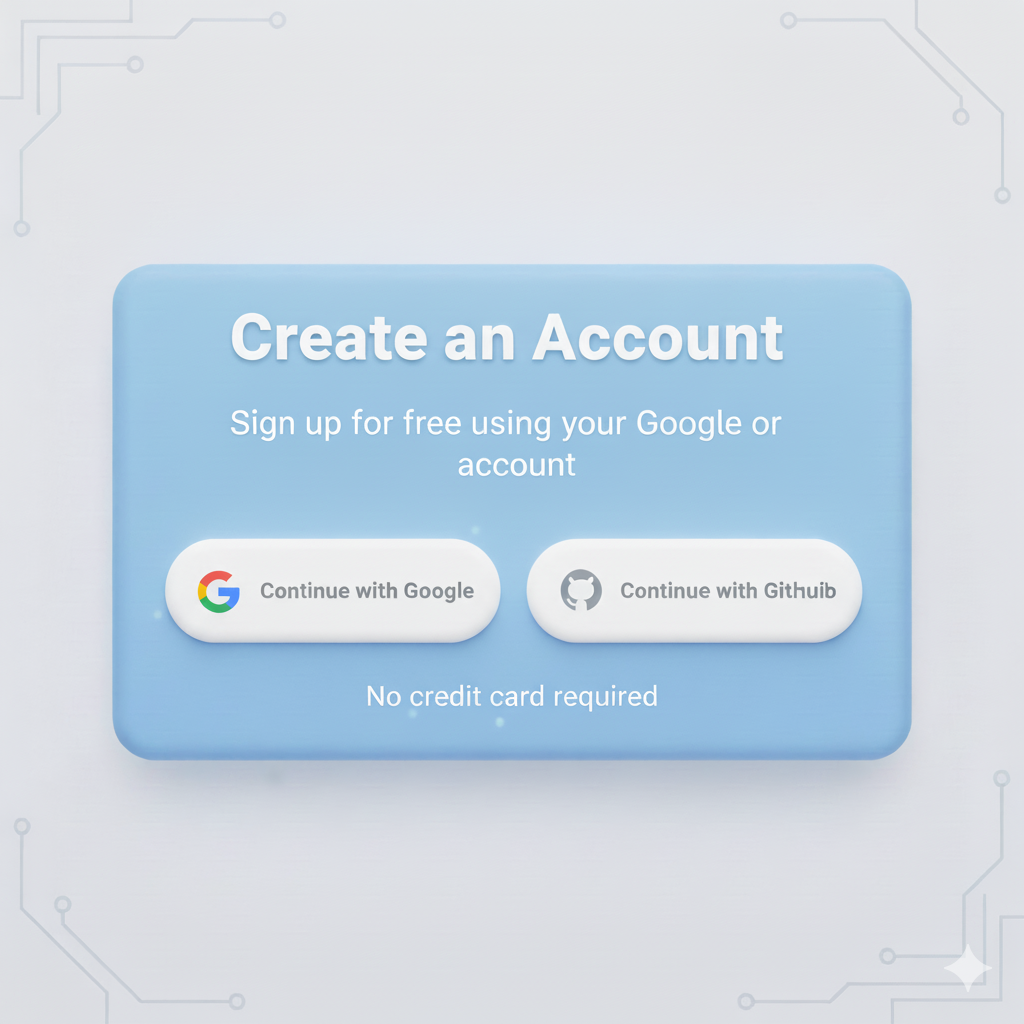 Create an Account
Sign up for free using your Google or
account
Continue with Google
Continue with Githuib
No credit card required